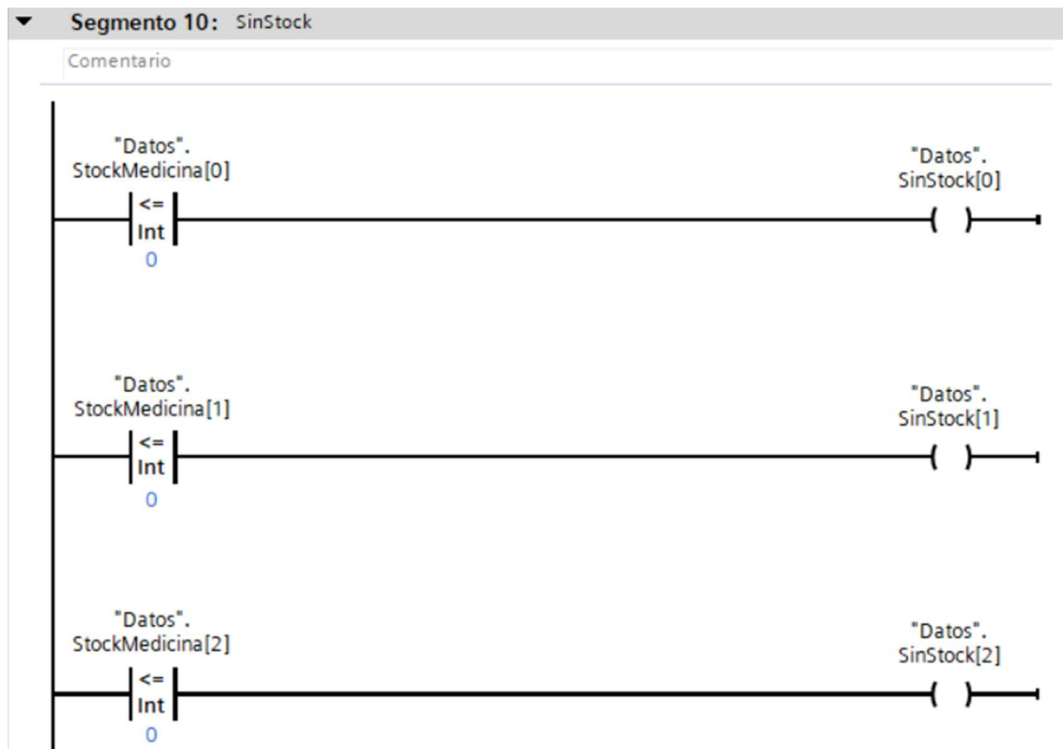 Segmento 10: SinStock
Comentario
"Datos".
StockMedicina[0]
"Datos".
SinStock[0]
<=
Int
0
"Datos".
StockMedicina[1]
"Datos".
SinStock[1]
<=
Int
0
"Datos".
StockMedicina[2]
"Datos".
SinStock[2]
<=
Int
0